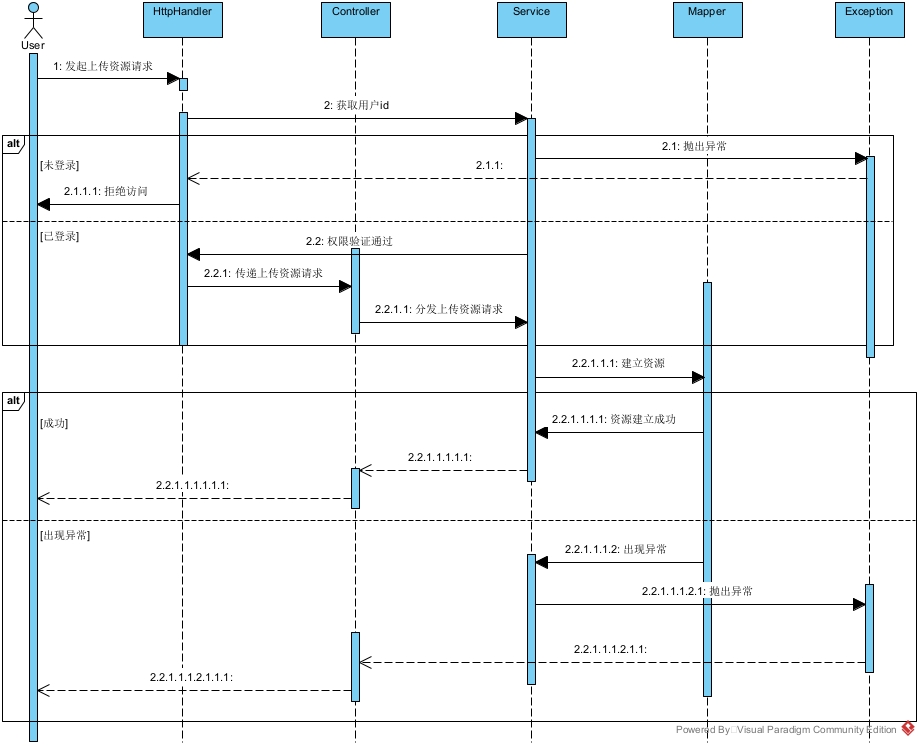 User
HttpHandler
Controller
Service
Mapper
Exception
1: 发起上传资源请求
2: 获取用户id
alt
2.1: 抛出异常
[未登录]
2.1.1:
2.1.1.1: 拒绝访问
[已登录]
2.2: 权限验证通过
2.2.1: 传递上传资源请求
2.2.1.1: 分发上传资源请求
2.2.1.1.1: 建立资源
alt
[成功]
2.2.1.1.1.1: 资源建立成功
2.2.1.1.1.1.1:
2.2.1.1.1.1.1.1:
[出现异常]
2.2.1.1.1.2: 出现异常
2.2.1.1.1.2.1: 抛出异常
2.2.1.1.1.2.1.1:
2.2.1.1.1.2.1.1.1:
Powered By Visual Paradigm Community Edition